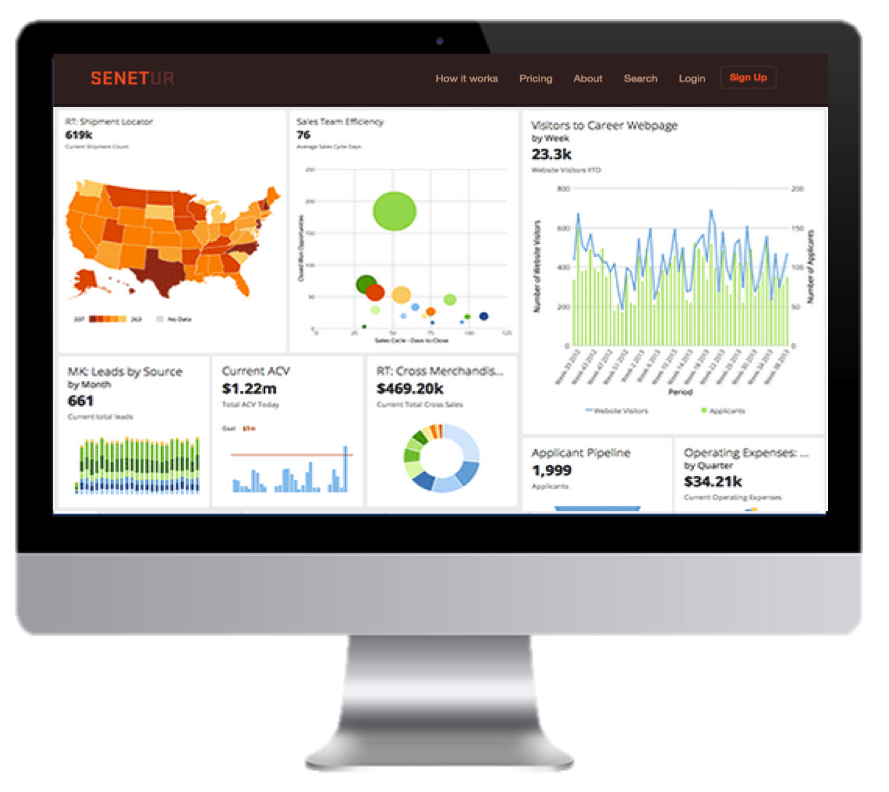 SENETUR
How it works
Pricing
About
Search
Login
Sign Up
RT: Shipment Locator
619k
Current Shipment Count
No Data
Sales Team Efficiency
76
Average Sales Cycle Days
250
200
150
100
50
0
Closed Won Opportunities
0
25
50
75
100
125
Sales Cycle - Days to Close
Visitors to Career Webpage
by Week
23.3k
Website Visitors YTD
800
600
400
200
0
200
150
100
50
0
Number of Website Visitors
Number of Applicants
Period
Website Visitors
Applicants
MK: Leads by Source
by Month
661
Current total leads
Current ACV
$1.22m
Total ACV Today
Goal $1m
RT: Cross Merchandis...
$469.20k
Current Total Cross Sales
Applicant Pipeline
1,999
Applicants
Operating Expenses: ...
by Quarter
$34.21k
Current Operating Expenses